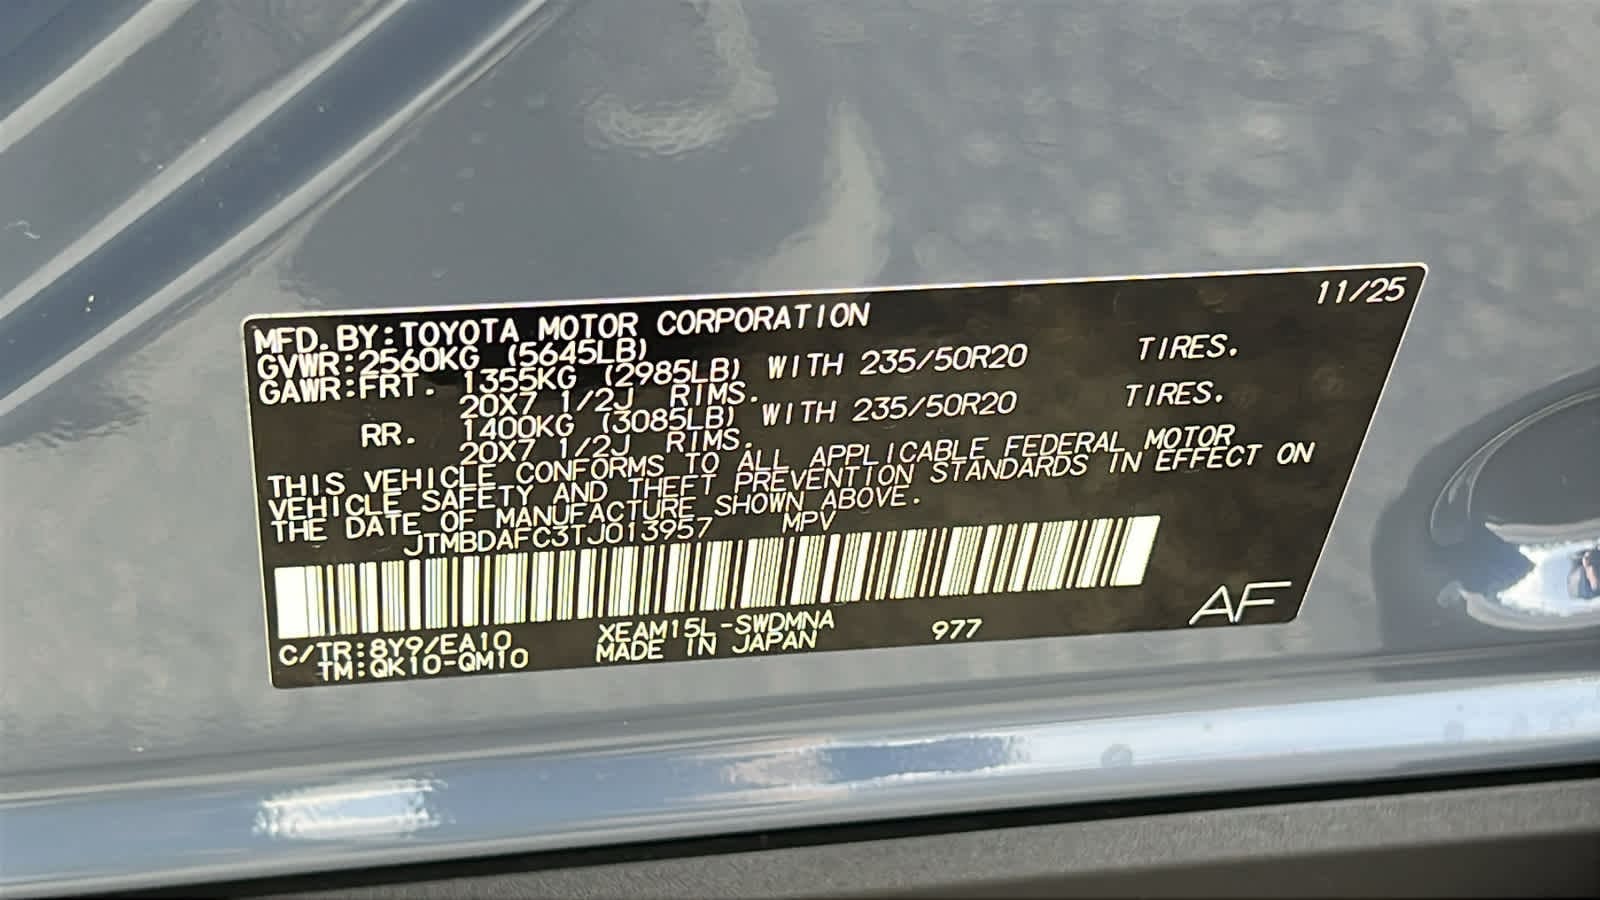 11/25
MFD.BY:TOYOTA MOTOR CORPORATION
GVWR:2560KG (5645LB)
GAWR:FRT. 1355KG (2985LB) WITH 235/50R20 TIRES.
20X7 1/2J RIMS.
RR. 1400KG (3085LB) WITH 235/50R20 TIRES.
20X7 1/2J RIMS.
THIS VEHICLE CONFORMS TO ALL APPLICABLE FEDERAL MOTOR
VEHICLE SAFETY AND THEFT PREVENTION STANDARDS IN EFFECT ON
THE DATE OF MANUFACTURE SHOWN ABOVE.
JTMBDAFC3TJ013957 MPV
C/TR:8Y9/EA10 XEAM15L-SWDMNA 977 AF
TM:QK10-QM10 MADE IN JAPAN